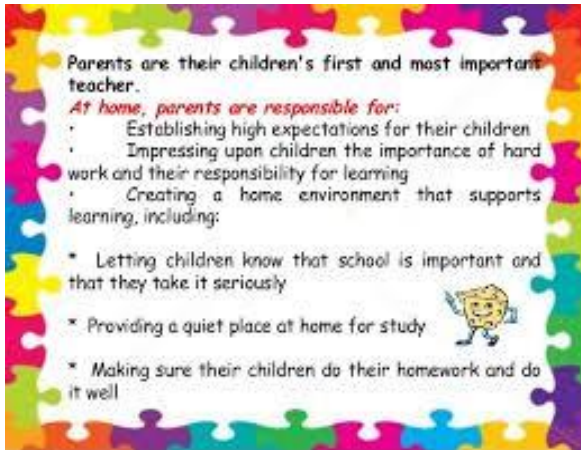 Parents are their children's first and most important
teacher.
At home, parents are responsible for:
· Establishing high expectations for their children
· Impressing upon children the importance of hard
work and their responsibility for learning
· Creating a home environment that supports
learning, including:
* Letting children know that school is important and
that they take it seriously
* Providing a quiet place at home for study
* Making sure their children do their homework and do
it well